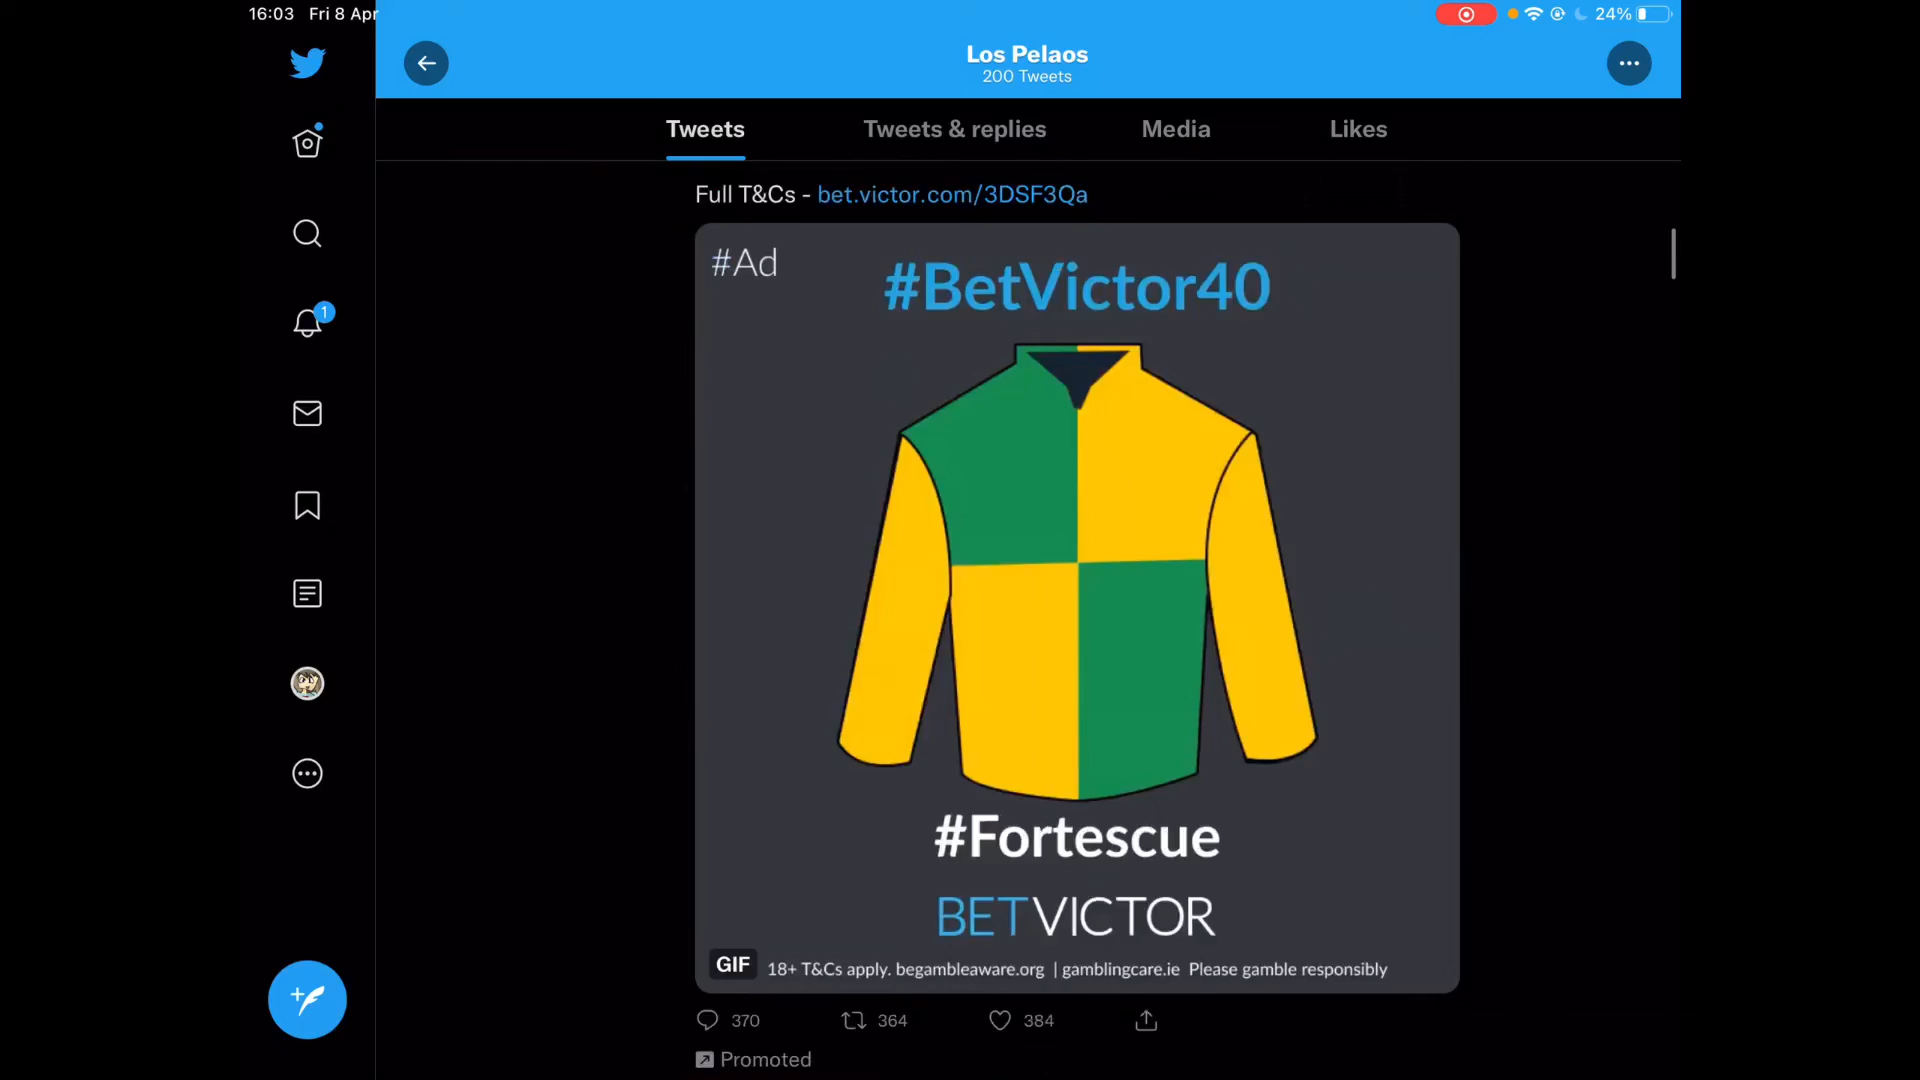 16:03 Fri 8 Apr
24%
Los Pelaos
200 Tweets
Tweets
Tweets & replies
Media
Likes
1
Full T&Cs - bet.victor.com/3DSF3Qa
#Ad
#BetVictor40
#Fortescue
BETVICTOR
GIF
18+ T&Cs apply. begambleaware.org | gamblingcare.ie Please gamble responsibly
370
364
384
Promoted